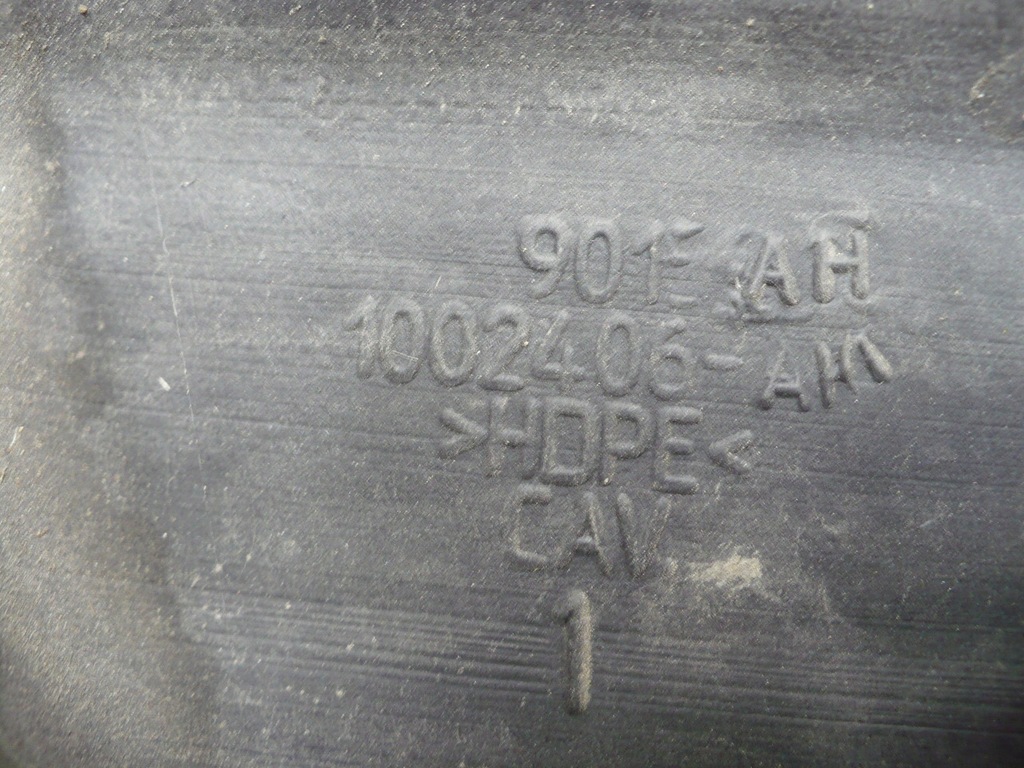 901E AH
1002406-AH
>HDPE<
CAV.
1